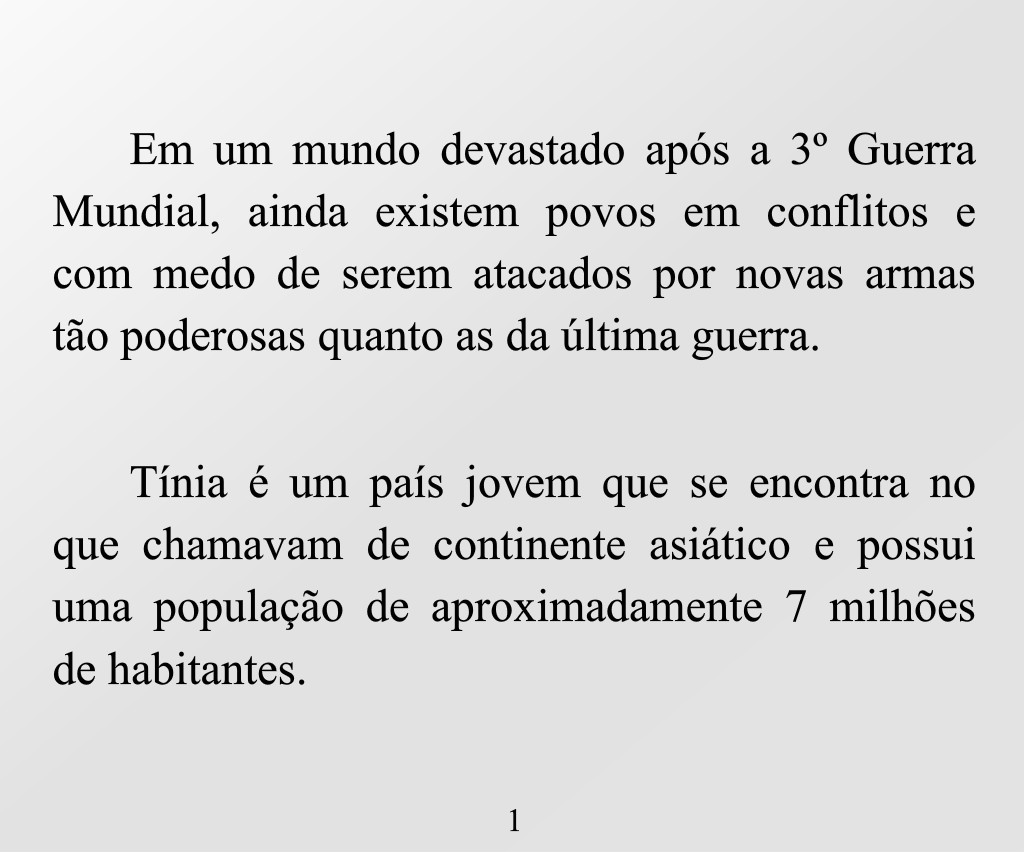 Em um mundo devastado após a 3º Guerra
Mundial, ainda existem povos em conflitos e
com medo de serem atacados por novas armas
tão poderosas quanto as da última guerra.
Tínia é um país jovem que se encontra no
que chamavam de continente asiático e possui
uma população de aproximadamente 7 milhões
de habitantes.
1